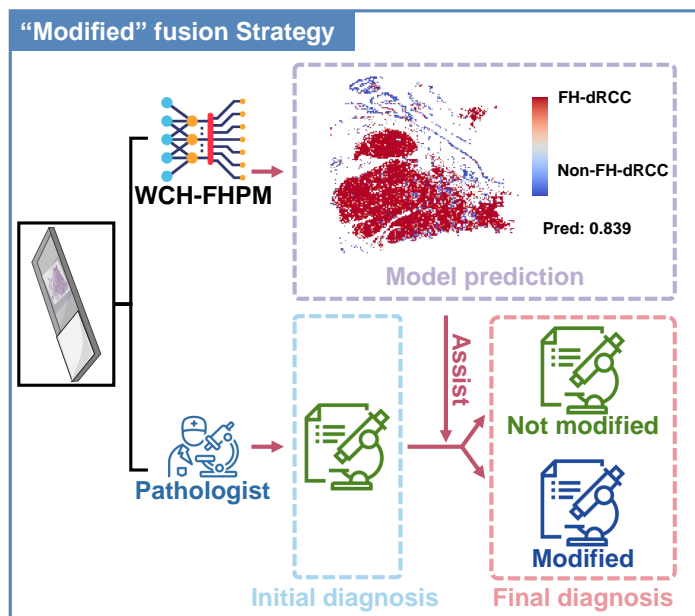 “Modified” fusion Strategy
WCH-FHPM
FH-dRCC
Non-FH-dRCC
Pred: 0.839
Model prediction
Assist
Not modified
Pathologist
Modified
Initial diagnosis
Final diagnosis